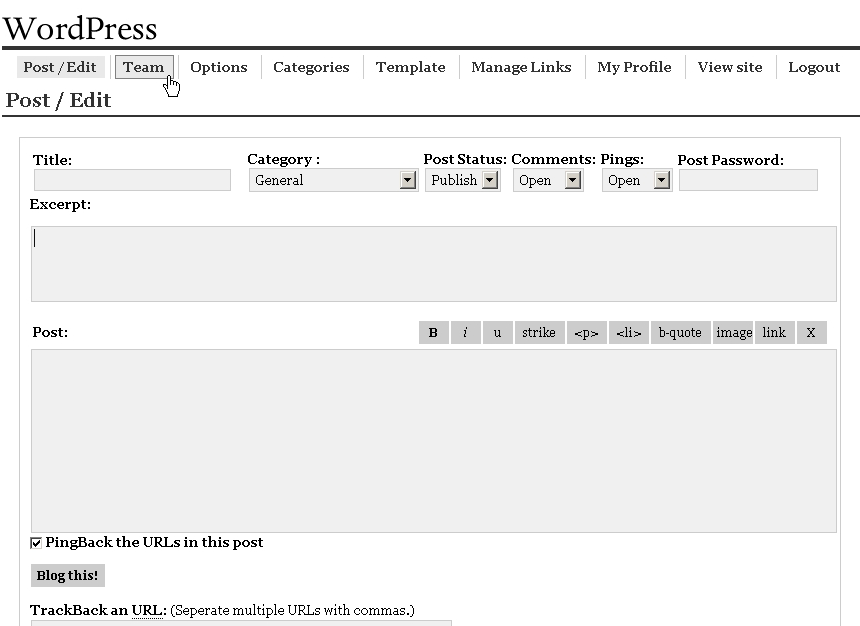 WordPress
Post / Edit Team Options Categories Template Manage Links My Profile View site Logout
Post / Edit
Title: Category : Post Status: Comments: Pings: Post Password:
General Publish Open Open
Excerpt:
Post: B i u strike <p> <li> b-quote image link X
PingBack the URLs in this post
Blog this!
TrackBack an URL: (Seperate multiple URLs with commas.)